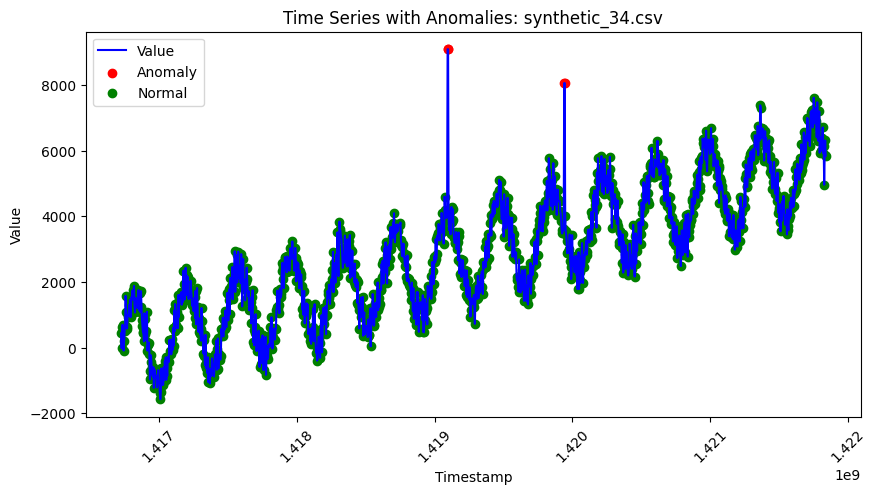 Time Series with Anomalies: synthetic_34.csv
Value
Anomaly
Normal
8000
6000
4000
2000
0
−2000
Value
1.417
1.418
1.419
1.420
1.421
1.422
1e9
Timestamp